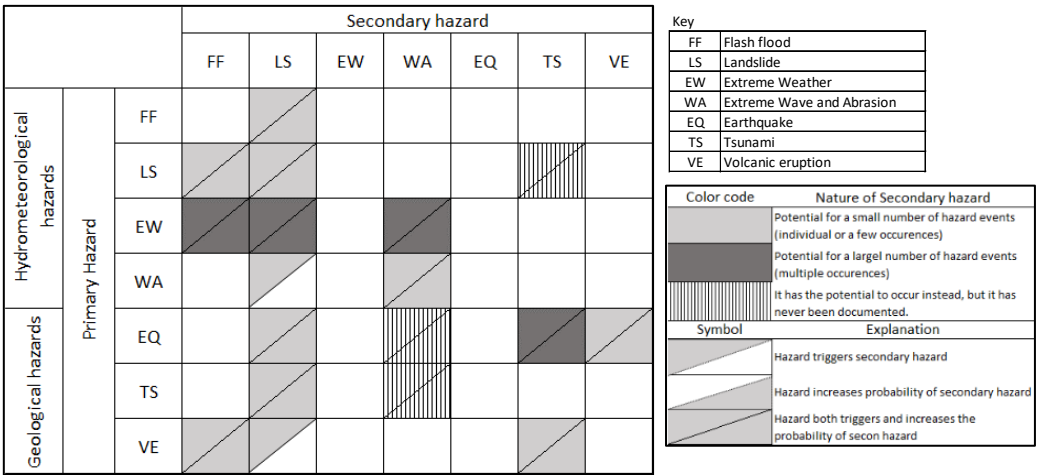 Secondary hazard
FF LS EW WA EQ TS VE
Hydrometeorological
hazards
Geological hazards
Primary Hazard
FF
LS
EW
WA
EQ
TS
VE
Key
FF Flash flood
LS Landslide
EW Extreme Weather
WA Extreme Wave and Abrasion
EQ Earthquake
TS Tsunami
VE Volcanic eruption
Color code Nature of Secondary hazard
Potential for a small number of hazard events
(individual or a few occurences)
Potential for a largel number of hazard events
(multiple occurences)
It has the potential to occur instead, but it has
never been documented.
Symbol Explanation
Hazard triggers secondary hazard
Hazard increases probability of secondary hazard
Hazard both triggers and increases the
probability of secon hazard